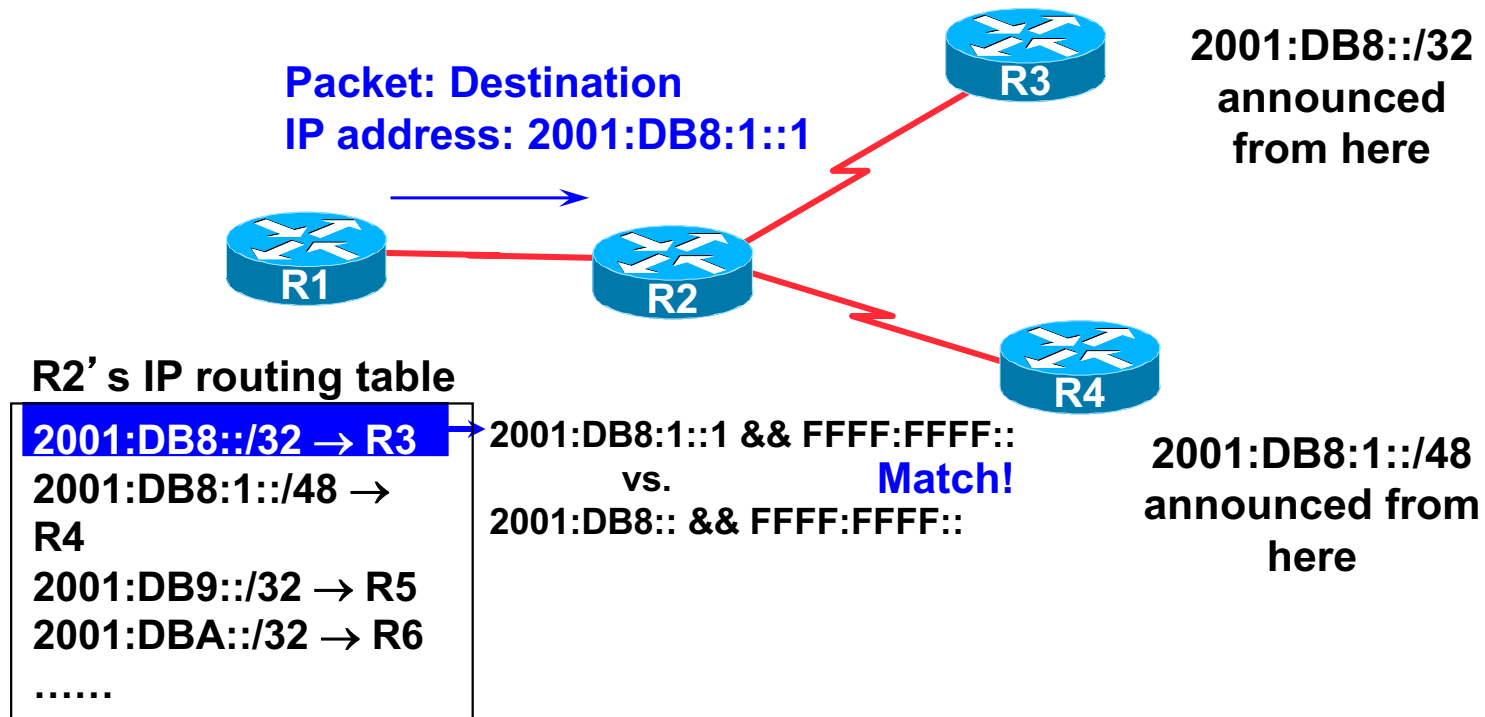 Packet: Destination
IP address: 2001:DB8:1::1
R3
2001:DB8::/32
announced
from here
R1
R2
R4
2001:DB8:1::/48
announced from
here
R2’s IP routing table
2001:DB8::/32 → R3
2001:DB8:1::/48 →
R4
2001:DB9::/32 → R5
2001:DBA::/32 → R6
……
2001:DB8:1::1 && FFFF:FFFF::
vs. Match!
2001:DB8:: && FFFF:FFFF::